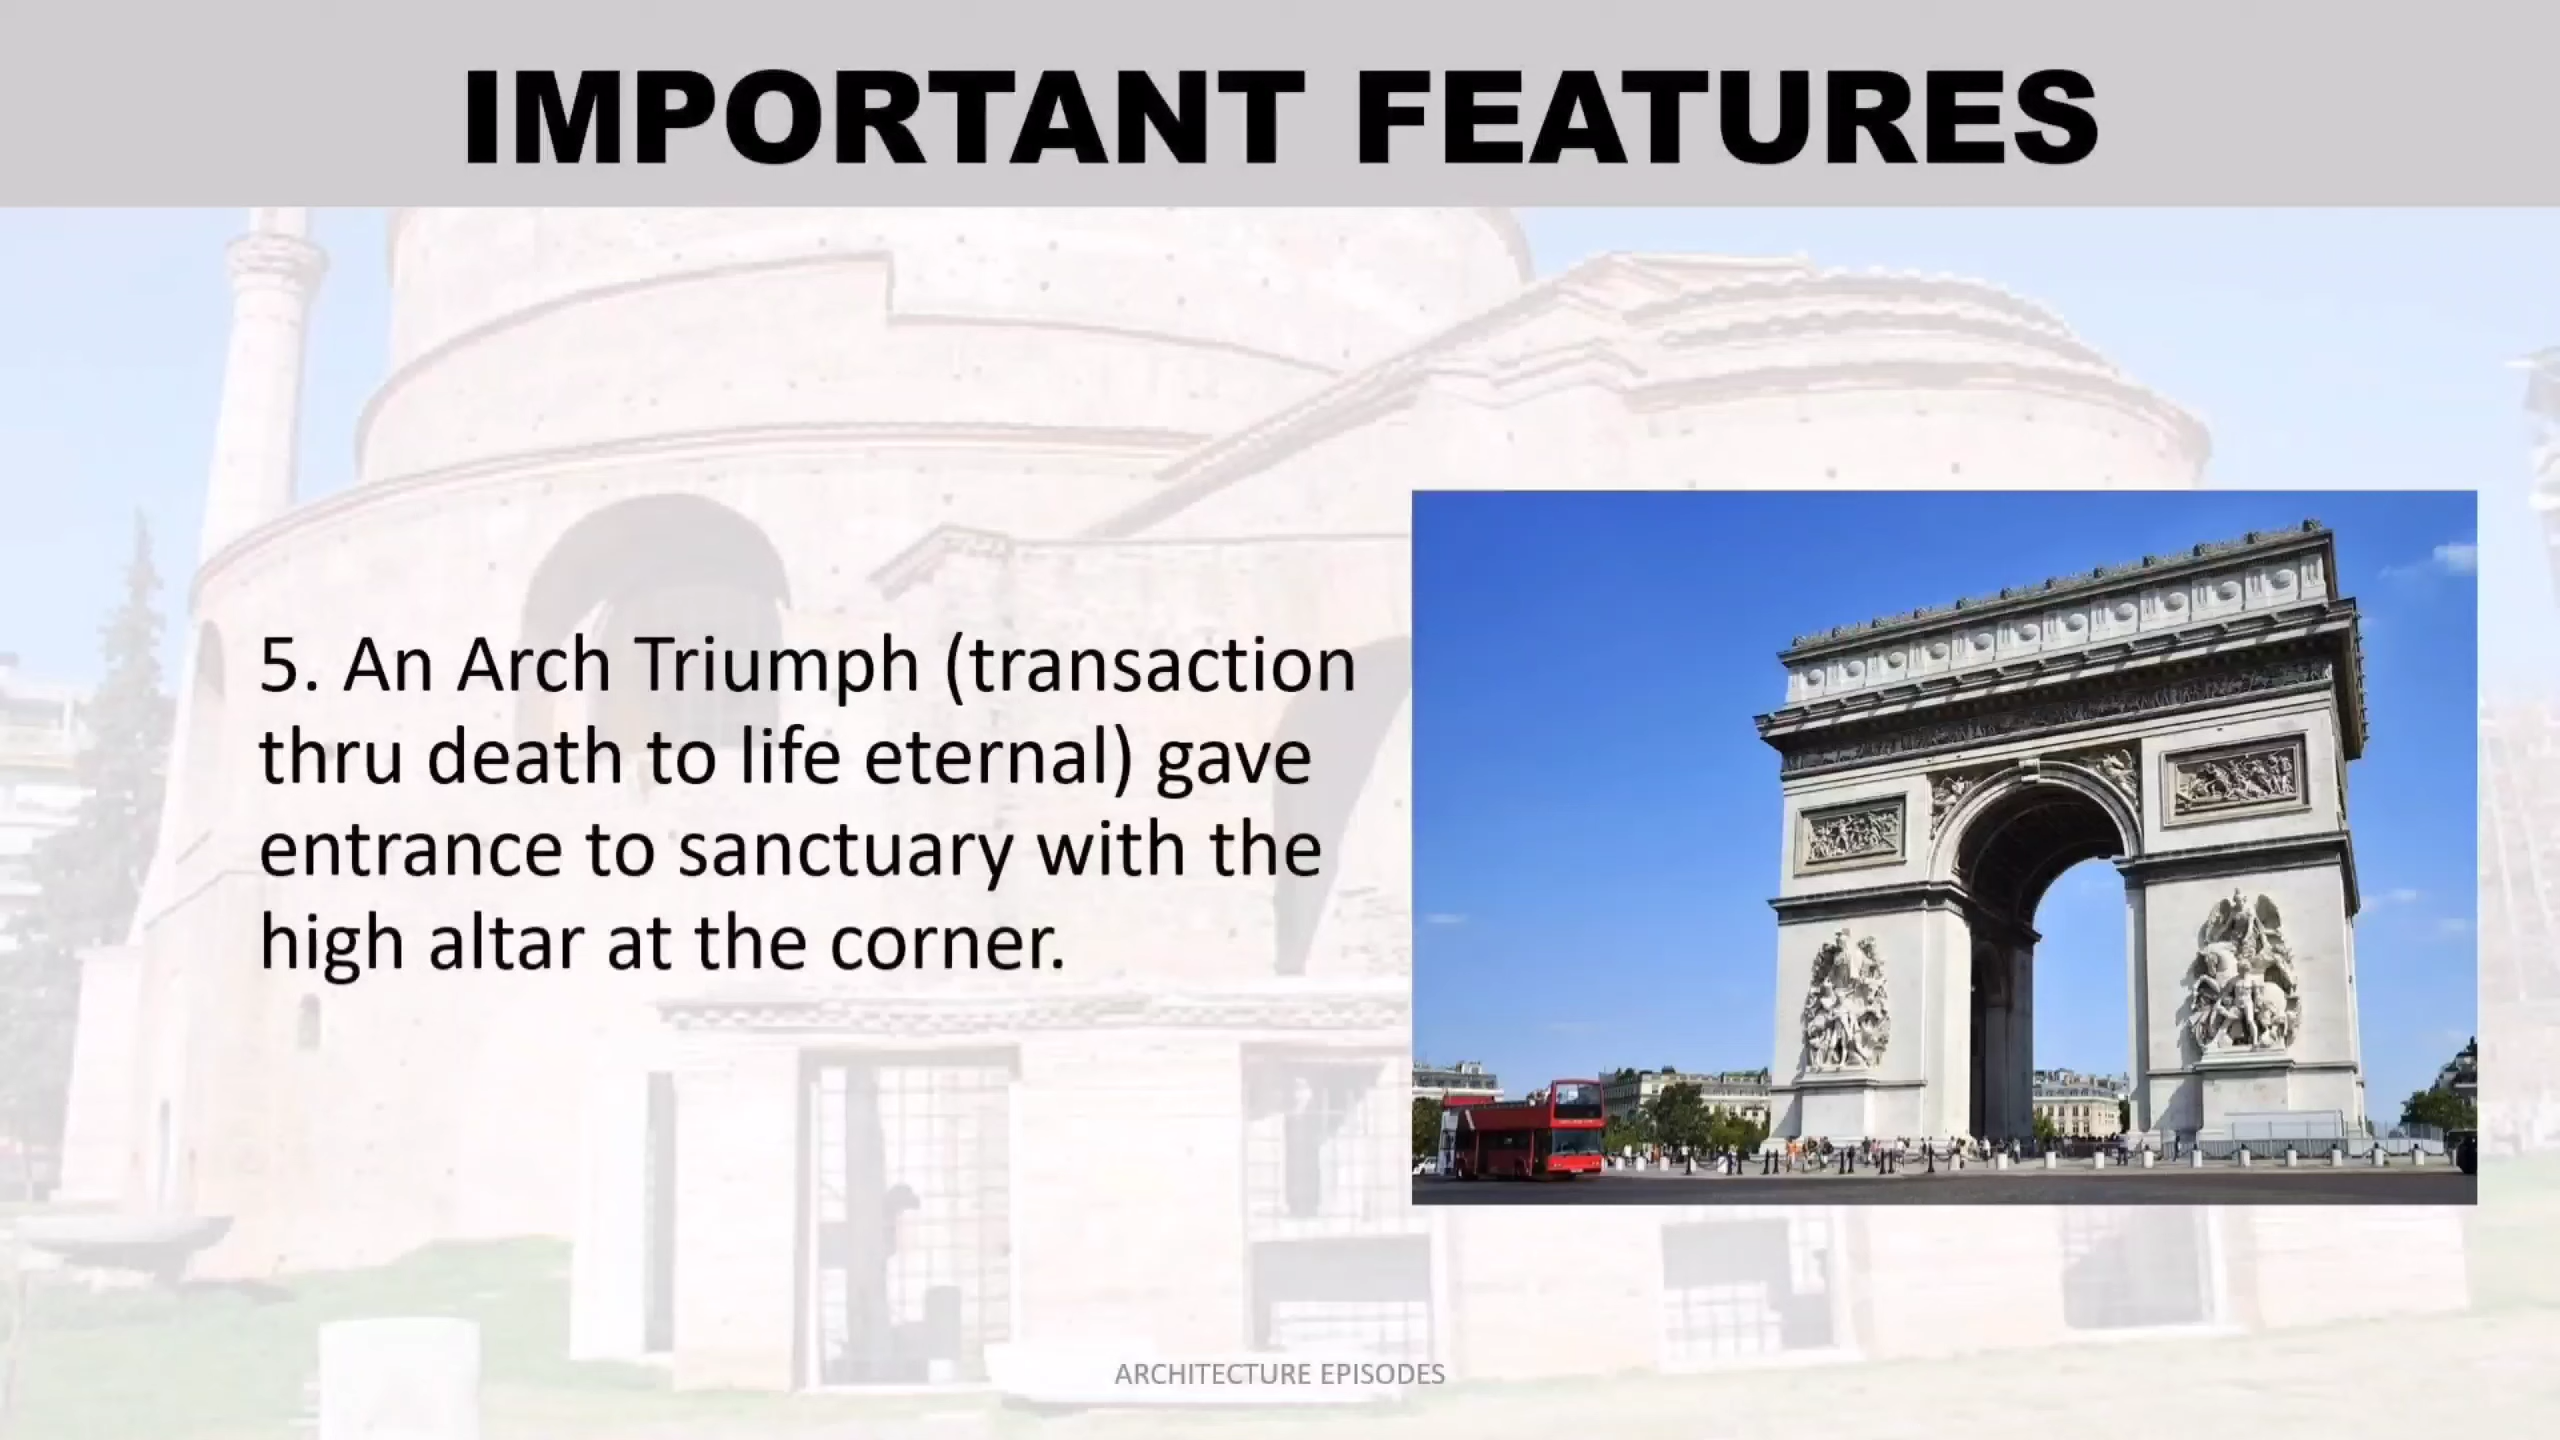 IMPORTANT FEATURES
5. An Arch Triumph (transaction
thru death to life eternal) gave
entrance to sanctuary with the
high altar at the corner.
ARCHITECTURE EPISODES